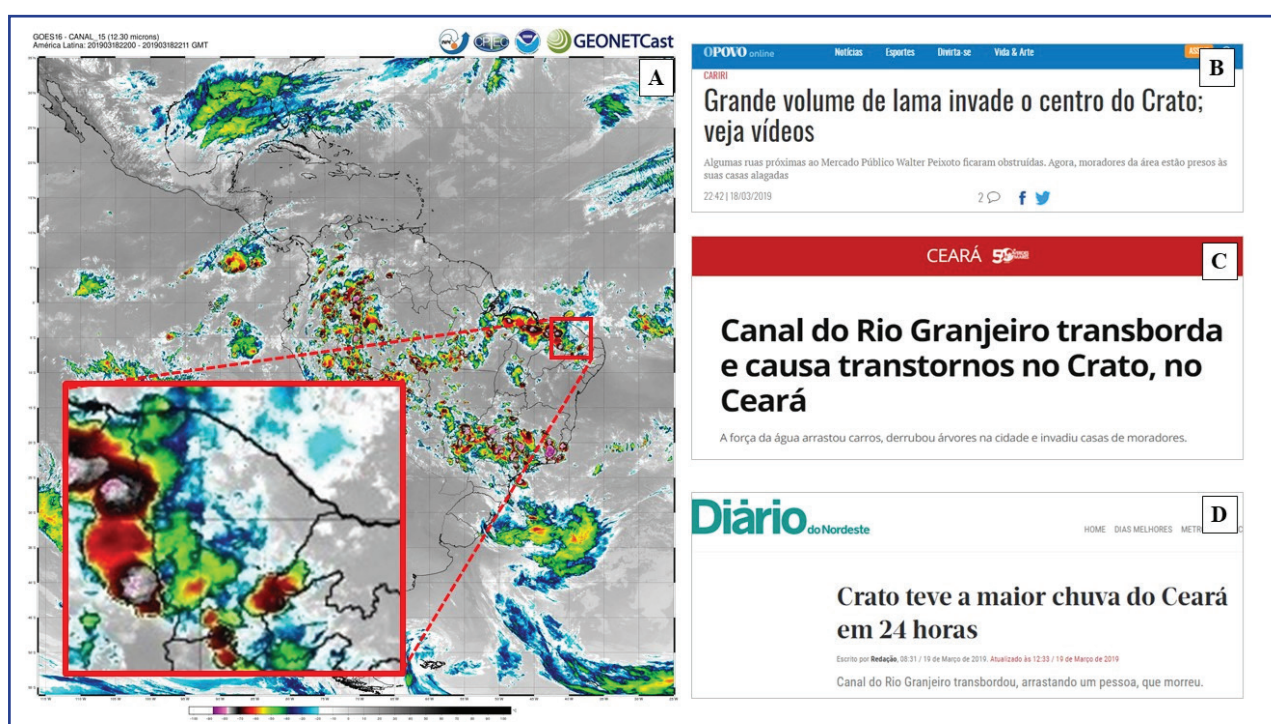 GOES16 - CANAL_15 (12.30 microns)
América Latina: 201903182200 - 201903182211 GMT
CPTEC
GEONETCast
A
OPOVO online
Notícias Esportes Divirta-se Vida & Arte
B
CARIRI
Grande volume de lama invade o centro do Crato;
veja vídeos
Algumas ruas próximas ao Mercado Público Walter Peixoto ficaram obstruídas. Agora, moradores da área estão presos às
suas casas alagadas
22:42 | 18/03/2019
2
CEARÁ
C
Canal do Rio Granjeiro transborda
e causa transtornos no Crato, no
Ceará
A força da água arrastou carros, derrubou árvores na cidade e invadiu casas de moradores.
Diário do Nordeste
HOME DIAS MELHORES
D
Crato teve a maior chuva do Ceará
em 24 horas
Escrito por Redação, 08:31 / 19 de Março de 2019. Atualizado às 12:33 / 19 de Março de 2019
Canal do Rio Granjeiro transbordou, arrastando um pessoa, que morreu.